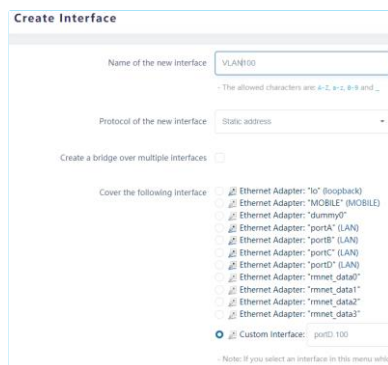 Create Interface
Name of the new interface VLAN100
- The allowed characters are: A-Z, a-z, 0-9 and _
Protocol of the new interface Static address
Create a bridge over multiple interfaces
Cover the following interface
Ethernet Adapter: "lo" (loopback)
Ethernet Adapter: "MOBILE" (MOBILE)
Ethernet Adapter: "dummy0"
Ethernet Adapter: "portA" (LAN)
Ethernet Adapter: "portB" (LAN)
Ethernet Adapter: "portC" (LAN)
Ethernet Adapter: "portD" (LAN)
Ethernet Adapter: "rmnet_data0"
Ethernet Adapter: "rmnet_data1"
Ethernet Adapter: "rmnet_data2"
Ethernet Adapter: "rmnet_data3"
Custom Interface: portD.100
- Note: If you select an interface in this menu whic